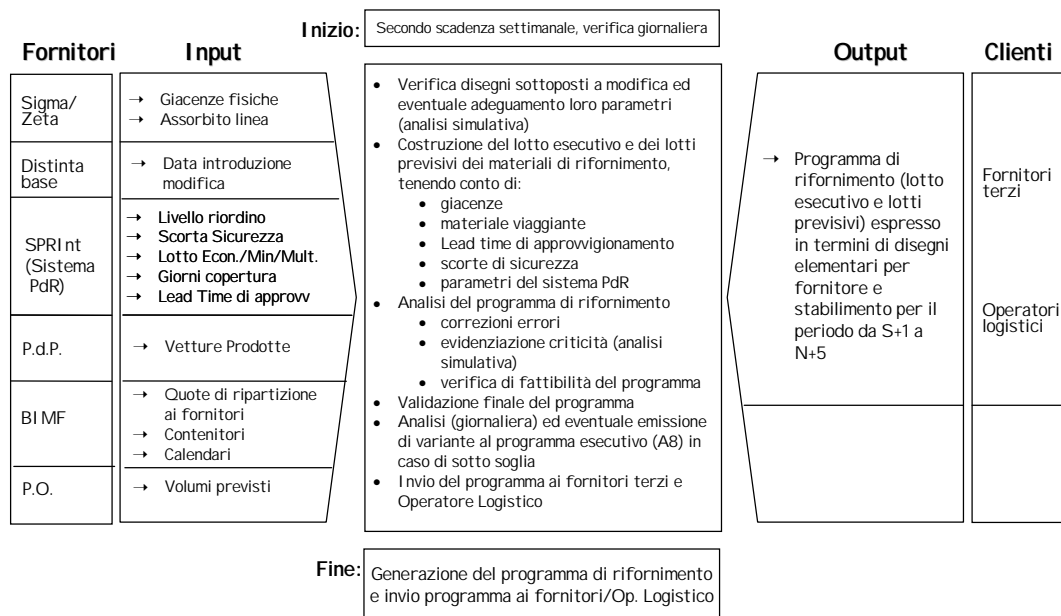 Inizio:
Secondo scadenza settimanale, verifica giornaliera
Fornitori
Input
Output
Clienti
Sigma/
Zeta
→ Giacenze fisiche
→ Assorbito linea
Distinta
base
→ Data introduzione
modifica
SPRInt
(Sistema
PdR)
→ Livello riordino
→ Scorta Sicurezza
→ Lotto Econ./Min/Mult.
→ Giorni copertura
→ Lead Time di approvv
P.d.P.
→ Vetture Prodotte
BIMF
→ Quote di ripartizione
ai fornitori
→ Contenitori
→ Calendari
P.O.
→ Volumi previsti
• Verifica disegni sottoposti a modifica ed
eventuale adeguamento loro parametri
(analisi simulativa)
• Costruzione del lotto esecutivo e dei lotti
previsivi dei materiali di rifornimento,
tenendo conto di:
• giacenze
• materiale viaggiante
• Lead time di approvvigionamento
• scorte di sicurezza
• parametri del sistema PdR
• Analisi del programma di rifornimento
• correzioni errori
• evidenziazione criticità (analisi
simulativa)
• verifica di fattibilità del programma
• Validazione finale del programma
• Analisi (giornaliera) ed eventuale emissione
di variante al programma esecutivo (A8) in
caso di sotto soglia
• Invio del programma ai fornitori terzi e
Operatore Logistico
→ Programma di
rifornimento (lotto
esecutivo e lotti
previsivi) espresso
in termini di disegni
elementari per
fornitore e
stabilimento per il
periodo da S+1 a
N+5
Fornitori
terzi
Operatori
logistici
Fine:
Generazione del programma di rifornimento
e invio programma ai fornitori/Op. Logistico